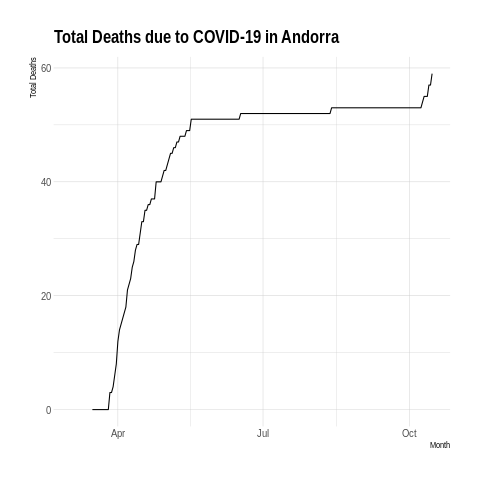 Total Deaths due to COVID-19 in Andorra
Total Deaths
60
40
20
0
Apr
Jul
Oct
Month